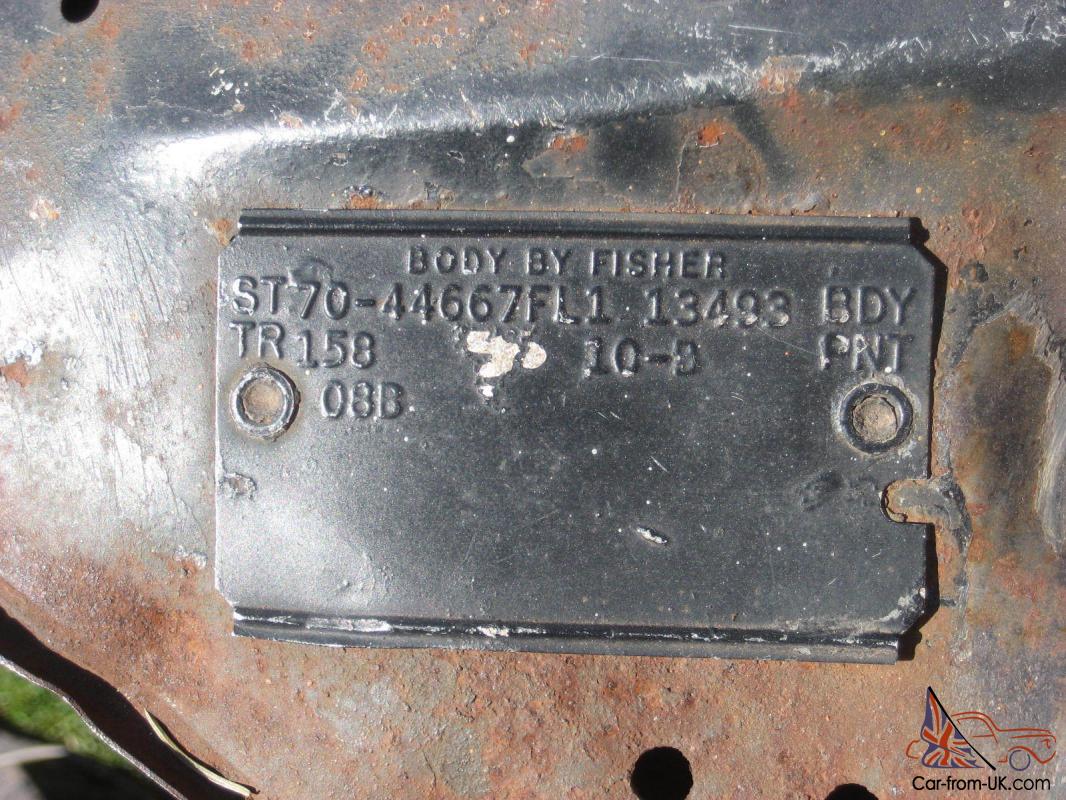 BODY BY FISHER
ST70-44667FL1 13493 BDY
TR158 10-B PNT
08B
Car-from-UK.com